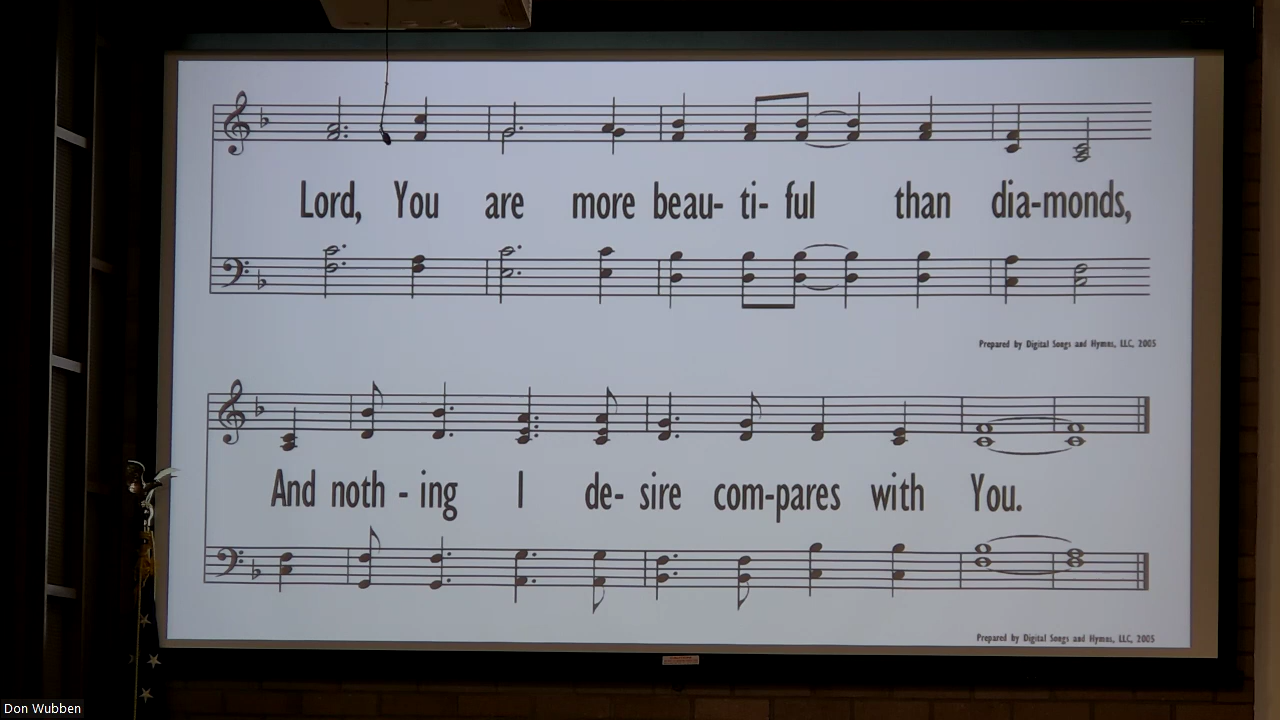 Lord, You are more beau- ti- ful than dia-monds,
Prepared by Digital Songs and Hymns, LLC, 2005
And noth - ing I de- sire com-pares with You.
Prepared by Digital Songs and Hymns, LLC, 2005
Don Wubben